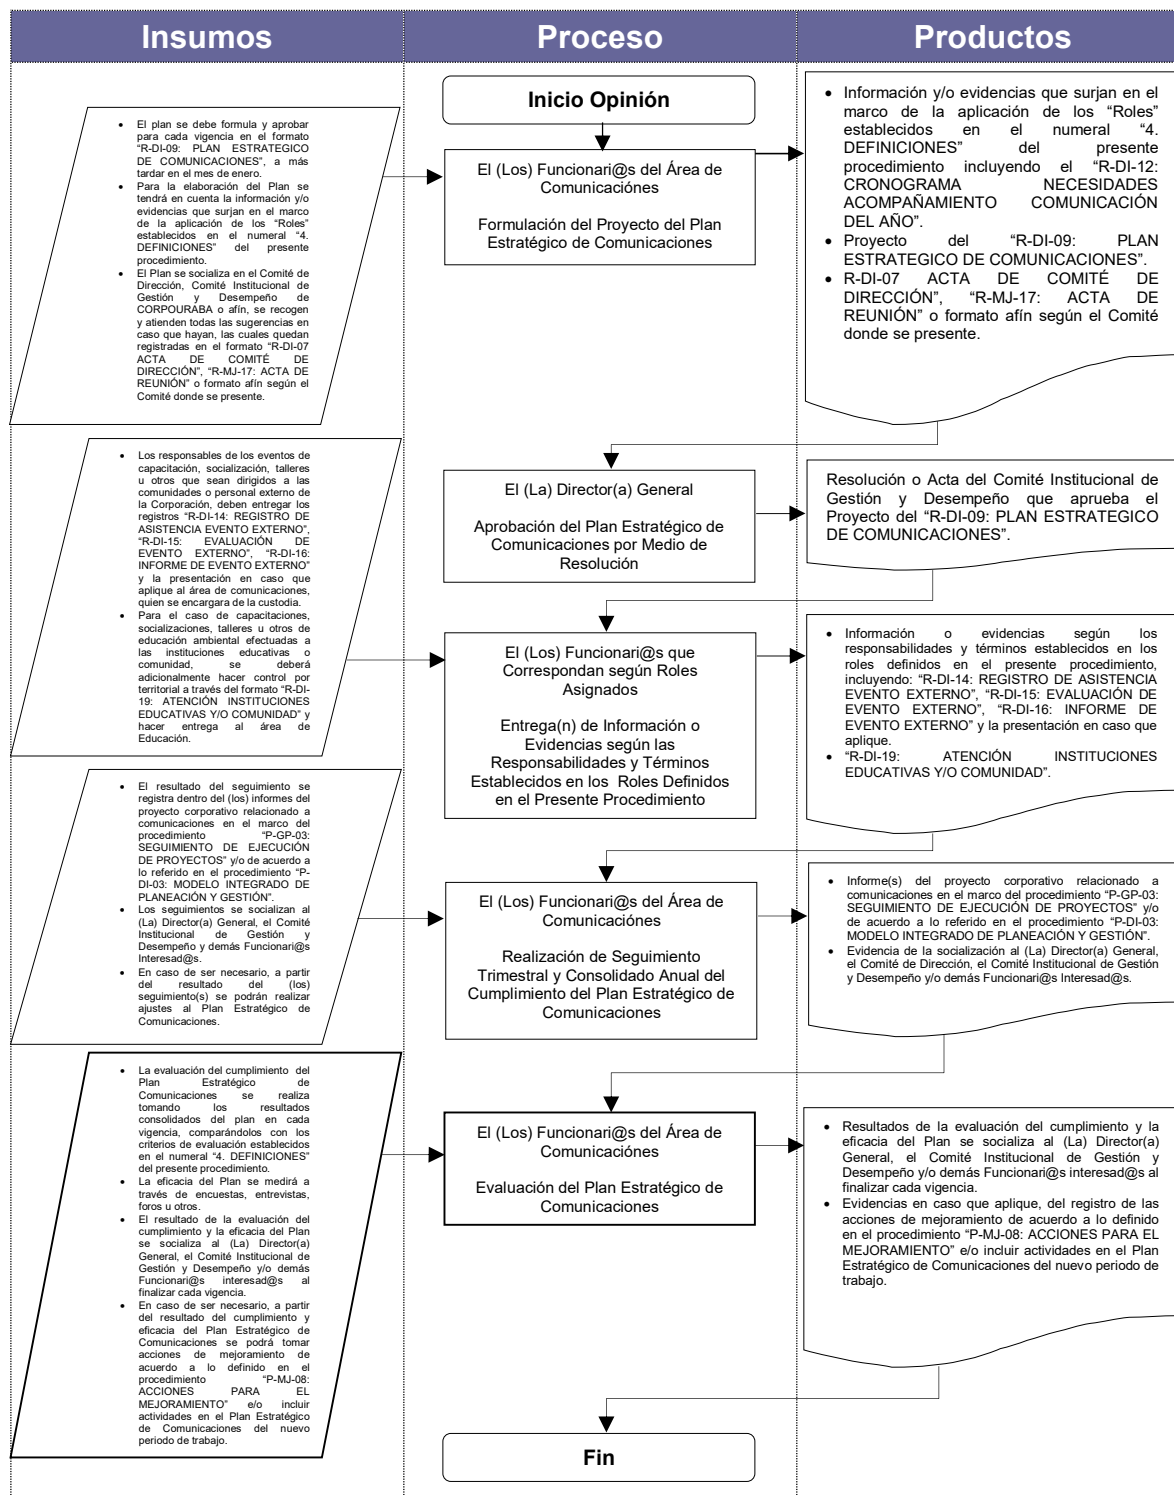 Insumos
Proceso
Productos
Inicio Opinión
• El plan se debe formula y aprobar
para cada vigencia en el formato
“R-DI-09: PLAN ESTRATEGICO
DE COMUNICACIONES”, a más
tardar en el mes de enero.
• Para la elaboración del Plan se
tendrá en cuenta la información y/o
evidencias que surjan en el marco
de la aplicación de los “Roles”
establecidos en el numeral “4.
DEFINICIONES” del presente
procedimiento.
• El Plan se socializa en el Comité de
Dirección, Comité Institucional de
Gestión y Desempeño de
CORPOURABA o afín, se recogen
y atienden todas las sugerencias en
caso que hayan, las cuales quedan
registradas en el formato “R-DI-07
ACTA DE COMITÉ DE
DIRECCIÓN”, “R-MJ-17: ACTA DE
REUNIÓN” o formato afín según el
Comité donde se presente.
El (Los) Funcionari@s del Área de
Comunicaciónes
Formulación del Proyecto del Plan
Estratégico de Comunicaciones
• Información y/o evidencias que surjan en el
marco de la aplicación de los “Roles”
establecidos en el numeral “4.
DEFINICIONES” del presente
procedimiento incluyendo el “R-DI-12:
CRONOGRAMA NECESIDADES
ACOMPAÑAMIENTO COMUNICACIÓN
DEL AÑO”.
• Proyecto del “R-DI-09: PLAN
ESTRATEGICO DE COMUNICACIONES”.
• R-DI-07 ACTA DE COMITÉ DE
DIRECCIÓN”, “R-MJ-17: ACTA DE
REUNIÓN” o formato afín según el Comité
donde se presente.
• Los responsables de los eventos de
capacitación, socialización, talleres
u otros que sean dirigidos a las
comunidades o personal externo de
la Corporación, deben entregar los
registros “R-DI-14: REGISTRO DE
ASISTENCIA EVENTO EXTERNO”,
“R-DI-15: EVALUACIÓN DE
EVENTO EXTERNO”, “R-DI-16:
INFORME DE EVENTO EXTERNO”
y la presentación en caso que
aplique al área de comunicaciones,
quien se encargara de la custodia.
• Para el caso de capacitaciones,
socializaciones, talleres u otros de
educación ambiental efectuadas a
las instituciones educativas o
comunidad, se deberá
adicionalmente hacer control por
territorial a través del formato “R-DI-
19: ATENCIÓN INSTITUCIONES
EDUCATIVAS Y/O COMUNIDAD” y
hacer entrega al área de
Educación.
El (La) Director(a) General
Aprobación del Plan Estratégico de
Comunicaciones por Medio de
Resolución
Resolución o Acta del Comité Institucional de
Gestión y Desempeño que aprueba el
Proyecto del “R-DI-09: PLAN ESTRATEGICO
DE COMUNICACIONES”.
El (Los) Funcionari@s que
Correspondan según Roles
Asignados
Entrega(n) de Información o
Evidencias según las
Responsabilidades y Términos
Establecidos en los Roles Definidos
en el Presente Procedimiento
• Información o evidencias según los
responsabilidades y términos establecidos en los
roles definidos en el presente procedimiento,
incluyendo: “R-DI-14: REGISTRO DE ASISTENCIA
EVENTO EXTERNO”, “R-DI-15: EVALUACIÓN DE
EVENTO EXTERNO”, “R-DI-16: INFORME DE
EVENTO EXTERNO” y la presentación en caso que
aplique.
• “R-DI-19: ATENCIÓN INSTITUCIONES
EDUCATIVAS Y/O COMUNIDAD”.
• El resultado del seguimiento se
registra dentro del (los) informes del
proyecto corporativo relacionado a
comunicaciones en el marco del
procedimiento “P-GP-03:
SEGUIMIENTO DE EJECUCIÓN
DE PROYECTOS” y/o de acuerdo a
lo referido en el procedimiento “P-
DI-03: MODELO INTEGRADO DE
PLANEACIÓN Y GESTIÓN”.
• Los seguimientos se socializan al
(La) Director(a) General, el Comité
Institucional de Gestión y
Desempeño y demás Funcionari@s
Interesad@s.
• En caso de ser necesario, a partir
del resultado del (los)
seguimiento(s) se podrán realizar
ajustes al Plan Estratégico de
Comunicaciones.
El (Los) Funcionari@s del Área de
Comunicaciónes
Realización de Seguimiento
Trimestral y Consolidado Anual del
Cumplimiento del Plan Estratégico de
Comunicaciones
• Informe(s) del proyecto corporativo relacionado a
comunicaciones en el marco del procedimiento “P-GP-03:
SEGUIMIENTO DE EJECUCIÓN DE PROYECTOS” y/o
de acuerdo a lo referido en el procedimiento “P-DI-03:
MODELO INTEGRADO DE PLANEACIÓN Y GESTIÓN”.
• Evidencia de la socialización al (La) Director(a) General,
el Comité de Dirección, el Comité Institucional de Gestión
y Desempeño y/o demás Funcionari@s Interesad@s.
• La evaluación del cumplimiento del
Plan Estratégico de
Comunicaciones se realiza
tomando los resultados
consolidados del plan en cada
vigencia, comparándolos con los
criterios de evaluación establecidos
en el numeral “4. DEFINICIONES”
del presente procedimiento.
• La eficacia del Plan se medirá a
través de encuestas, entrevistas,
foros u otros.
• El resultado de la evaluación del
cumplimiento y la eficacia del Plan
se socializa al (La) Director(a)
General, el Comité Institucional de
Gestión y Desempeño y/o demás
Funcionari@s interesad@s al
finalizar cada vigencia.
• En caso de ser necesario, a partir
del resultado del cumplimiento y
eficacia del Plan Estratégico de
Comunicaciones se podrá tomar
acciones de mejoramiento de
acuerdo a lo definido en el
procedimiento “P-MJ-08:
ACCIONES PARA EL
MEJORAMIENTO” e/o incluir
actividades en el Plan Estratégico
de Comunicaciones del nuevo
periodo de trabajo.
El (Los) Funcionari@s del Área de
Comunicaciónes
Evaluación del Plan Estratégico de
Comunicaciones
• Resultados de la evaluación del cumplimiento y la
eficacia del Plan se socializa al (La) Director(a)
General, el Comité Institucional de Gestión y
Desempeño y/o demás Funcionari@s interesad@s al
finalizar cada vigencia.
• Evidencias en caso que aplique, del registro de las
acciones de mejoramiento de acuerdo a lo definido
en el procedimiento “P-MJ-08: ACCIONES PARA EL
MEJORAMIENTO” e/o incluir actividades en el Plan
Estratégico de Comunicaciones del nuevo periodo de
trabajo.
Fin